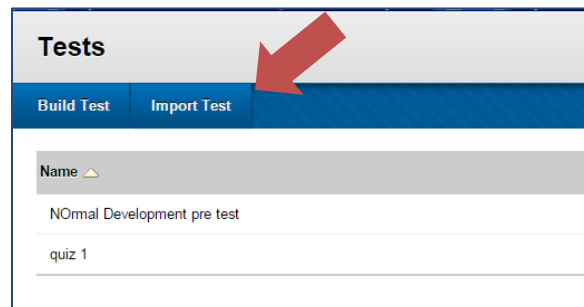 Tests
Build Test Import Test
Name
NOrmal Development pre test
quiz 1